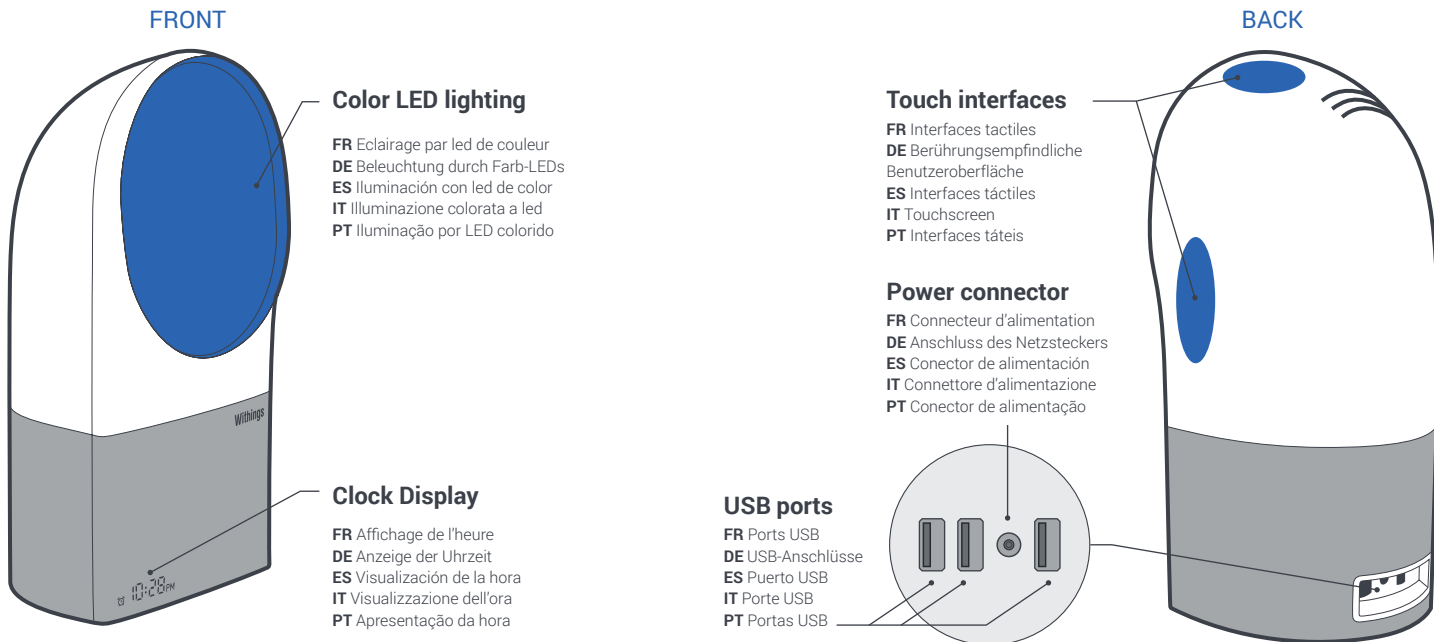 FRONT
Color LED lighting
FR Eclairage par led de couleur
DE Beleuchtung durch Farb-LEDs
ES Iluminación con led de color
IT Illuminazione colorata a led
PT Iluminação por LED colorido
Withings
10:28PM
Clock Display
FR Affichage de l'heure
DE Anzeige der Uhrzeit
ES Visualización de la hora
IT Visualizzazione dell'ora
PT Apresentação da hora
BACK
Touch interfaces
FR Interfaces tactiles
DE Berührungsempfindliche
Benutzeroberfläche
ES Interfaces táctiles
IT Touchscreen
PT Interfaces táteis
Power connector
FR Connecteur d'alimentation
DE Anschluss des Netzsteckers
ES Conector de alimentación
IT Connettore d'alimentazione
PT Conector de alimentação
USB ports
FR Ports USB
DE USB-Anschlüsse
ES Puerto USB
IT Porte USB
PT Portas USB